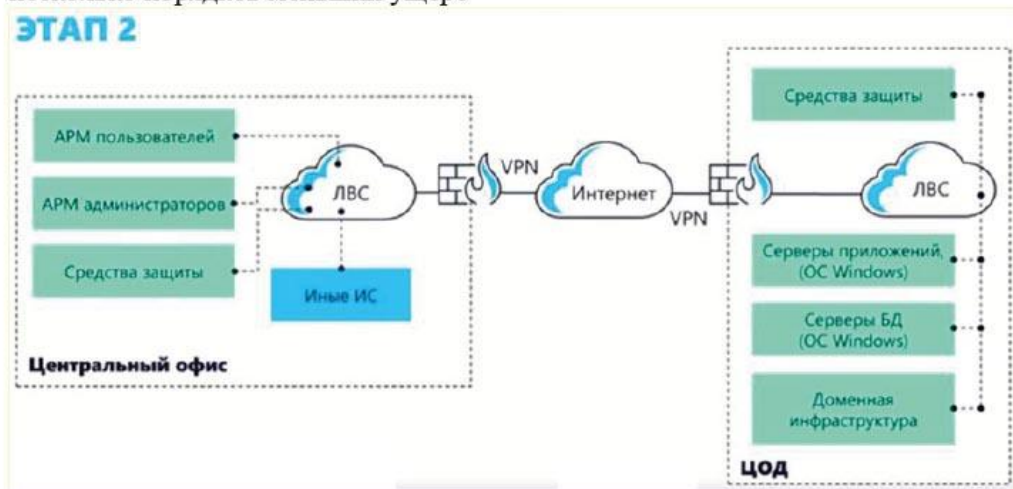 ЭТАП 2
АРМ пользователей
АРМ администраторов
Средства защиты
ЛВС
Иные ИС
Центральный офис
VPN
Интернет
VPN
Средства защиты
ЛВС
Серверы приложений,
(ОС Windows)
Серверы БД
(ОС Windows)
Доменная
инфраструктура
ЦОД